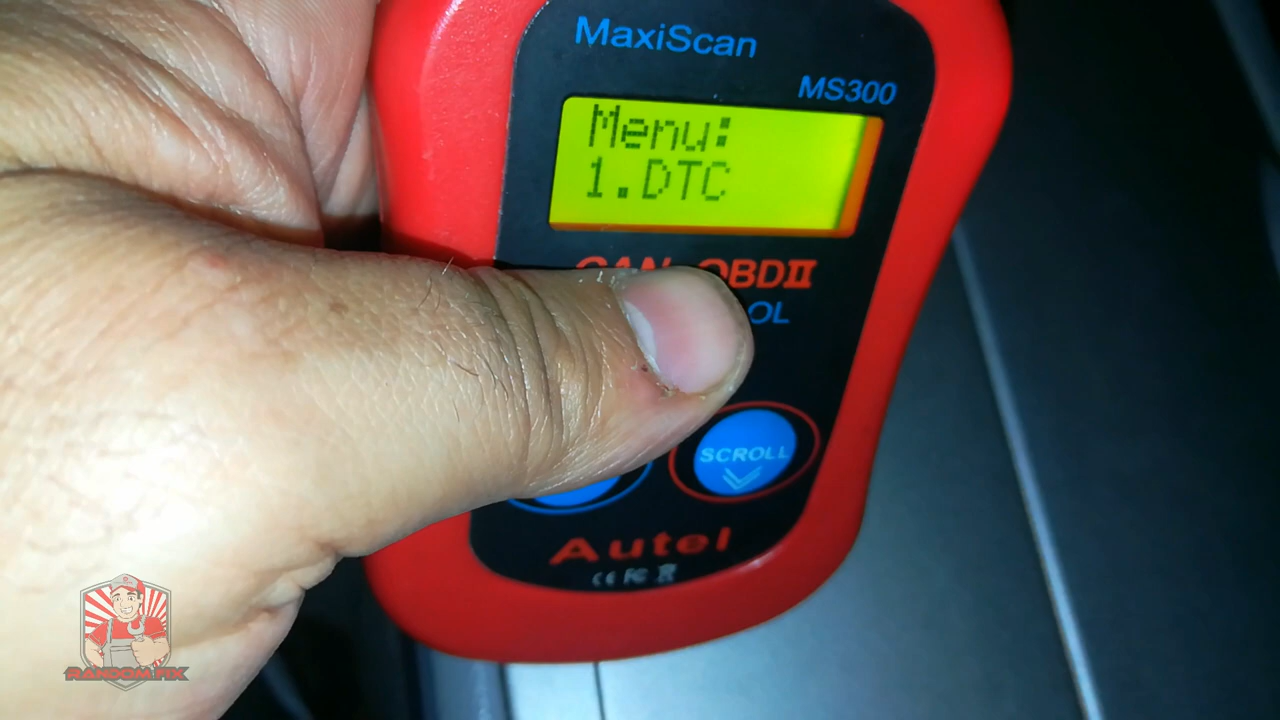 MaxiScan
MS300
Menu:
1.DTC
CAN OBDII
OL
SCROLL
Autel
CE FC
RANDOM FIX